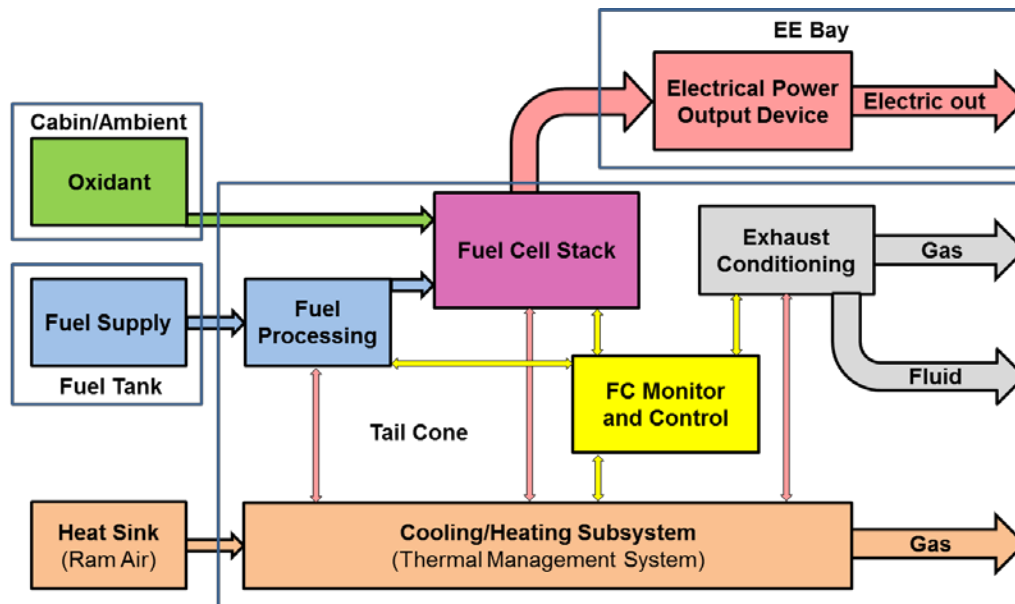 EE Bay
Electrical Power
Output Device
Electric out
Cabin/Ambient
Oxidant
Fuel Cell Stack
Exhaust
Conditioning
Gas
Fuel Supply
Fuel
Processing
Fuel Tank
Fluid
FC Monitor
and Control
Tail Cone
Heat Sink
(Ram Air)
Cooling/Heating Subsystem
(Thermal Management System)
Gas